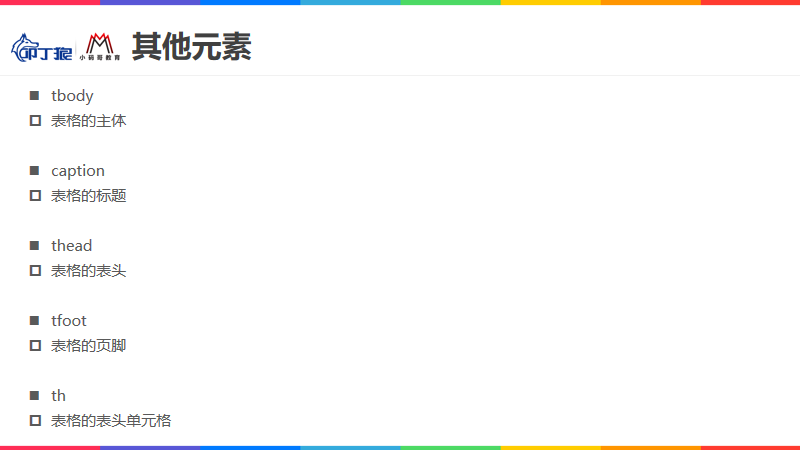 叩丁狼
小码哥教育
其他元素
tbody
表格的主体
caption
表格的标题
thead
表格的表头
tfoot
表格的页脚
th
表格的表头单元格